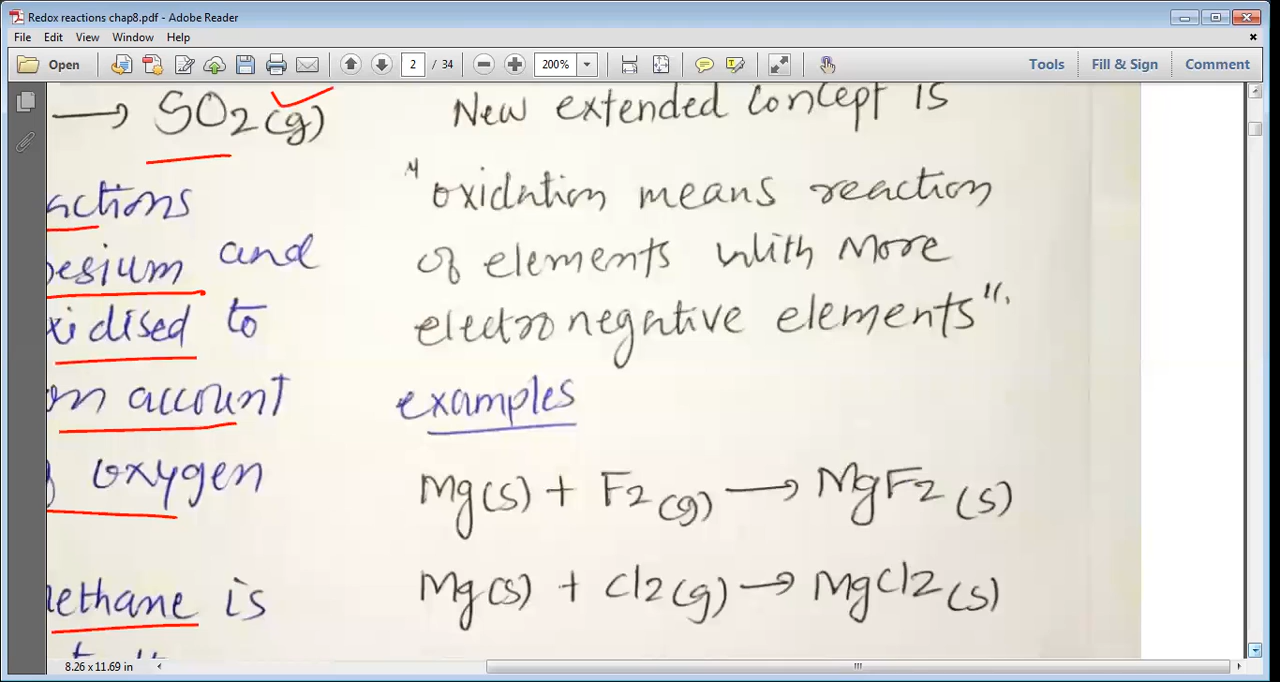 Redox reactions chap8.pdf - Adobe Reader
File Edit View Window Help
Open 2 / 34 200% Tools Fill & Sign Comment
→ SO2(g)
actions
esium and
xidised to
on account
oxygen
ethane is
New extended concept is
"oxidation means reaction
of elements with More
electronegative elements".
examples
Mg(s) + F2(g) → MgF2(s)
Mg(s) + Cl2(g) → MgCl2(s)
8.26 x 11.69 in